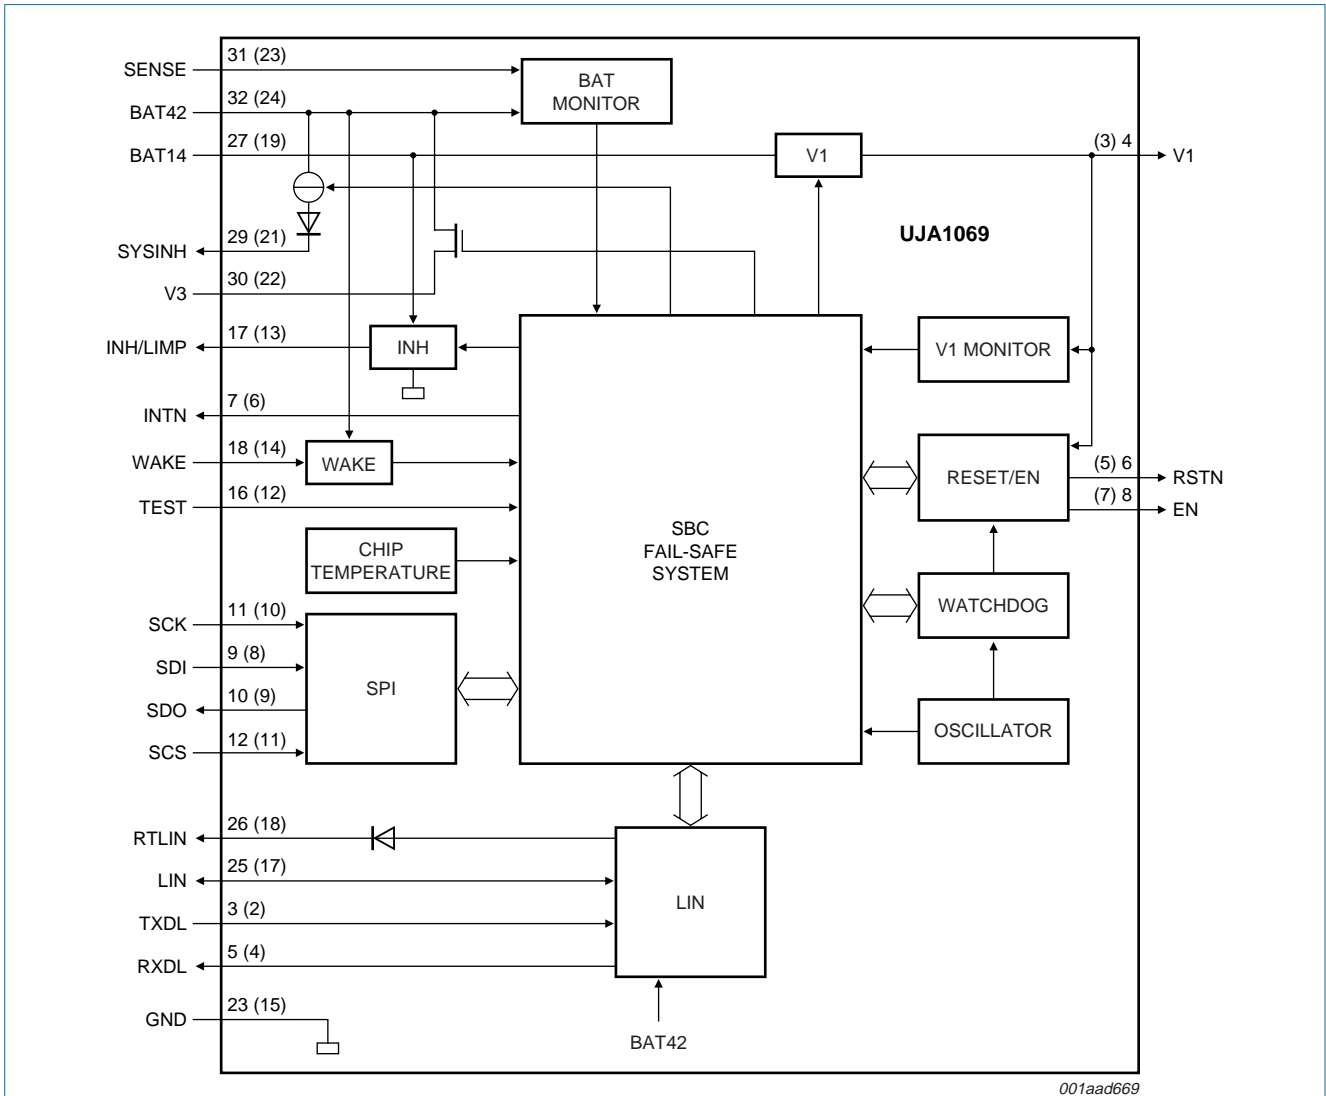 SENSE
31 (23)
BAT42
32 (24)
BAT14
27 (19)
SYSINH
29 (21)
V3
30 (22)
INH/LIMP
17 (13)
INTN
7 (6)
WAKE
18 (14)
TEST
16 (12)
SCK
11 (10)
SDI
9 (8)
SDO
10 (9)
SCS
12 (11)
RTLIN
26 (18)
LIN
25 (17)
TXDL
3 (2)
RXDL
5 (4)
GND
23 (15)
BAT
MONITOR
V1
(3) 4
V1
UJA1069
INH
WAKE
CHIP
TEMPERATURE
SPI
SBC
FAIL-SAFE
SYSTEM
V1 MONITOR
RESET/EN
(5) 6
RSTN
(7) 8
EN
WATCHDOG
OSCILLATOR
LIN
BAT42
001aad669